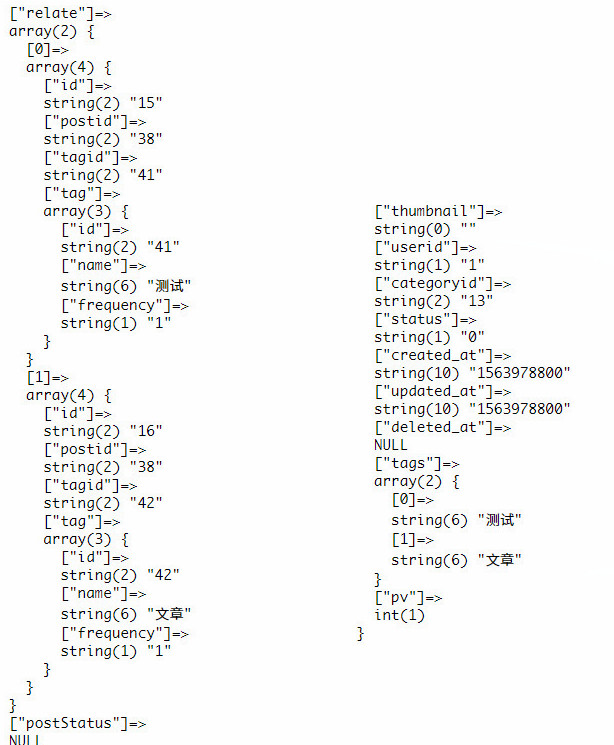 ["relate"]=>
array(2) {
  [0]=>
  array(4) {
    ["id"]=>
    string(2) "15"
    ["postid"]=>
    string(2) "38"
    ["tagid"]=>
    string(2) "41"
    ["tag"]=>
    array(3) {
      ["id"]=>
      string(2) "41"
      ["name"]=>
      string(6) "测试"
      ["frequency"]=>
      string(1) "1"
    }
  }
  [1]=>
  array(4) {
    ["id"]=>
    string(2) "16"
    ["postid"]=>
    string(2) "38"
    ["tagid"]=>
    string(2) "42"
    ["tag"]=>
    array(3) {
      ["id"]=>
      string(2) "42"
      ["name"]=>
      string(6) "文章"
      ["frequency"]=>
      string(1) "1"
    }
  }
}
["postStatus"]=>
NULL
  ["thumbnail"]=>
  string(0) ""
  ["userid"]=>
  string(1) "1"
  ["categoryid"]=>
  string(2) "13"
  ["status"]=>
  string(1) "0"
  ["created_at"]=>
  string(10) "1563978800"
  ["updated_at"]=>
  string(10) "1563978800"
  ["deleted_at"]=>
  NULL
  ["tags"]=>
  array(2) {
    [0]=>
    string(6) "测试"
    [1]=>
    string(6) "文章"
  }
  ["pv"]=>
  int(1)
}